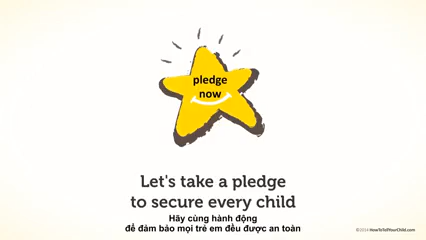 pledge
now
Let's take a pledge
to secure every child
Hãy cùng hành động
để đảm bảo mọi trẻ em đều được an toàn
©2014 HowToTellYourChild.com